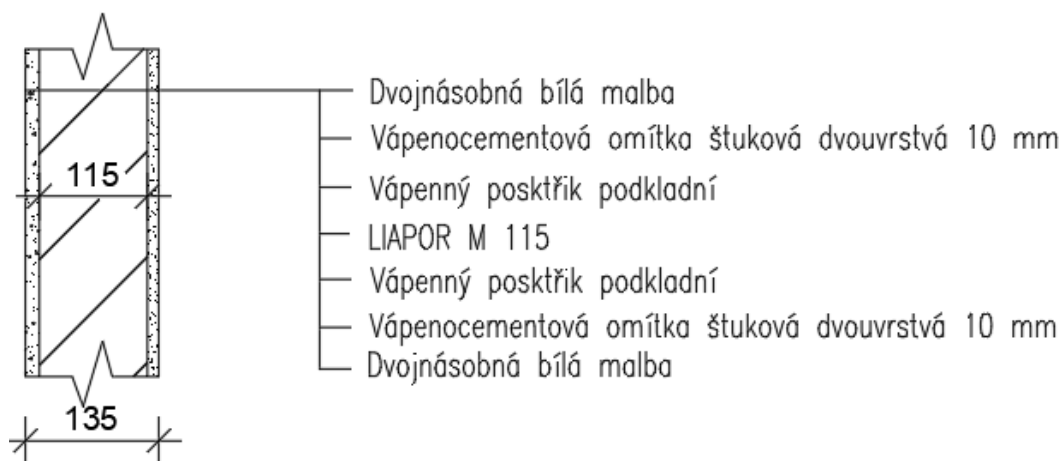 Dvojnásobná bílá malba
Vápenocementová omítka štuková dvouvrstvá 10 mm
115
Vápenný posktřik podkladní
LIAPOR M 115
Vápenný posktřik podkladní
Vápenocementová omítka štuková dvouvrstvá 10 mm
Dvojnásobná bílá malba
135